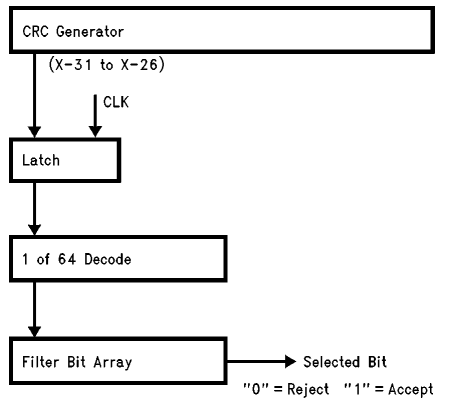 CRC Generator
(X-31 to X-26)
CLK
Latch
1 of 64 Decode
Filter Bit Array
Selected Bit
"0" = Reject "1" = Accept